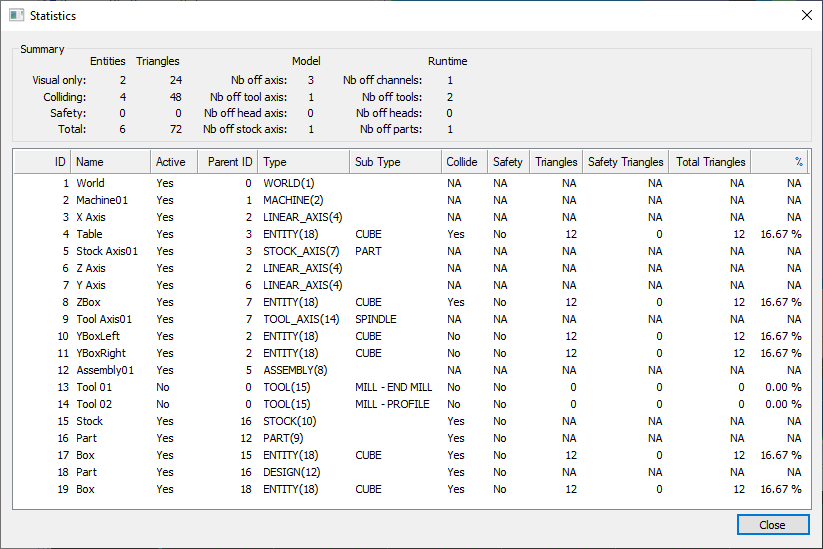 Statistics
Summary
Entities Triangles Model Runtime
Visual only: 2 24 Nb off axis: 3 Nb off channels: 1
Colliding: 4 48 Nb off tool axis: 1 Nb off tools: 2
Safety: 0 0 Nb off head axis: 0 Nb off heads: 0
Total: 6 72 Nb off stock axis: 1 Nb off parts: 1
ID Name Active Parent ID Type Sub Type Collide Safety Triangles Safety Triangles Total Triangles %
1 World Yes 0 WORLD(1) NA NA NA NA NA NA
2 Machine01 Yes 1 MACHINE(2) NA NA NA NA NA NA
3 X Axis Yes 2 LINEAR_AXIS(4) NA NA NA NA NA NA
4 Table Yes 3 ENTITY(18) CUBE Yes No 12 0 12 16.67 %
5 Stock Axis01 Yes 3 STOCK_AXIS(7) PART NA NA NA NA NA NA
6 Z Axis Yes 2 LINEAR_AXIS(4) NA NA NA NA NA NA
7 Y Axis Yes 6 LINEAR_AXIS(4) NA NA NA NA NA NA
8 ZBox Yes 7 ENTITY(18) CUBE Yes No 12 0 12 16.67 %
9 Tool Axis01 Yes 7 TOOL_AXIS(14) SPINDLE NA NA NA NA NA NA
10 YBoxLeft Yes 2 ENTITY(18) CUBE No No 12 0 12 16.67 %
11 YBoxRight Yes 2 ENTITY(18) CUBE No No 12 0 12 16.67 %
12 Assembly01 Yes 5 ASSEMBLY(8) NA NA NA NA NA NA
13 Tool 01 No 0 TOOL(15) MILL - END MILL No No 0 0 0 0.00 %
14 Tool 02 No 0 TOOL(15) MILL - PROFILE No No 0 0 0 0.00 %
15 Stock Yes 16 STOCK(10) Yes No NA NA NA NA
16 Part Yes 12 PART(9) Yes No NA NA NA NA
17 Box Yes 15 ENTITY(18) CUBE Yes No 12 0 12 16.67 %
18 Part Yes 16 DESIGN(12) Yes No NA NA NA NA
19 Box Yes 18 ENTITY(18) CUBE Yes No 12 0 12 16.67 %
Close